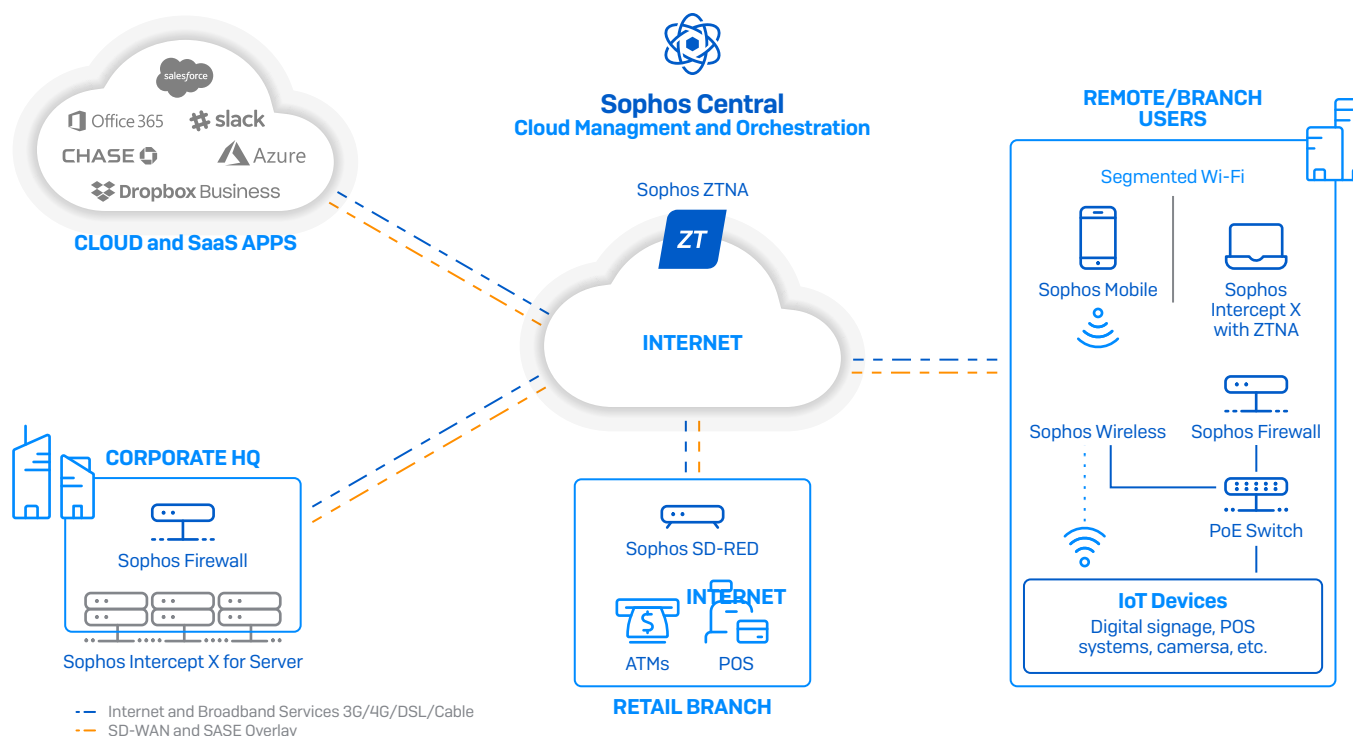 salesforce
Office 365
slack
CHASE
Azure
Dropbox Business
CLOUD and SaaS APPS
Sophos Central
Cloud Managment and Orchestration
Sophos ZTNA
ZT
INTERNET
REMOTE/BRANCH
USERS
Segmented Wi-Fi
Sophos Mobile
Sophos
Intercept X
with ZTNA
Sophos Wireless
Sophos Firewall
PoE Switch
IoT Devices
Digital signage, POS
systems, camersa, etc.
CORPORATE HQ
Sophos Firewall
Sophos Intercept X for Server
Sophos SD-RED
INTERNET
$
ATMs
POS
RETAIL BRANCH
Internet and Broadband Services 3G/4G/DSL/Cable
SD-WAN and SASE Overlay